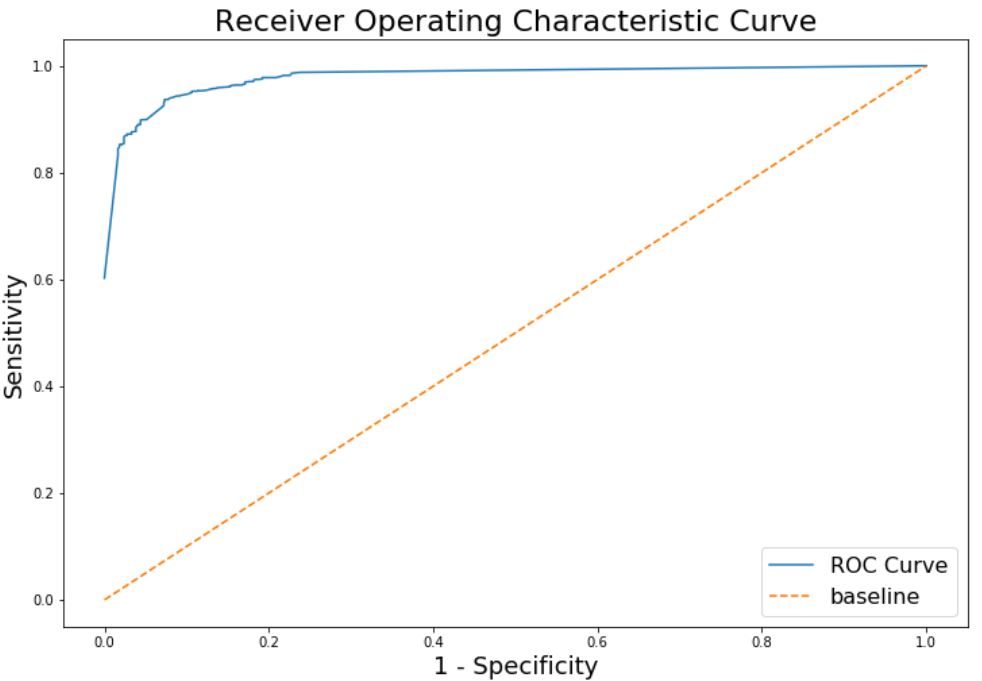 Receiver Operating Characteristic Curve
Sensitivity
1.0
0.8
0.6
0.4
0.2
0.0
ROC Curve
baseline
0.0 0.2 0.4 0.6 0.8 1.0
1 - Specificity